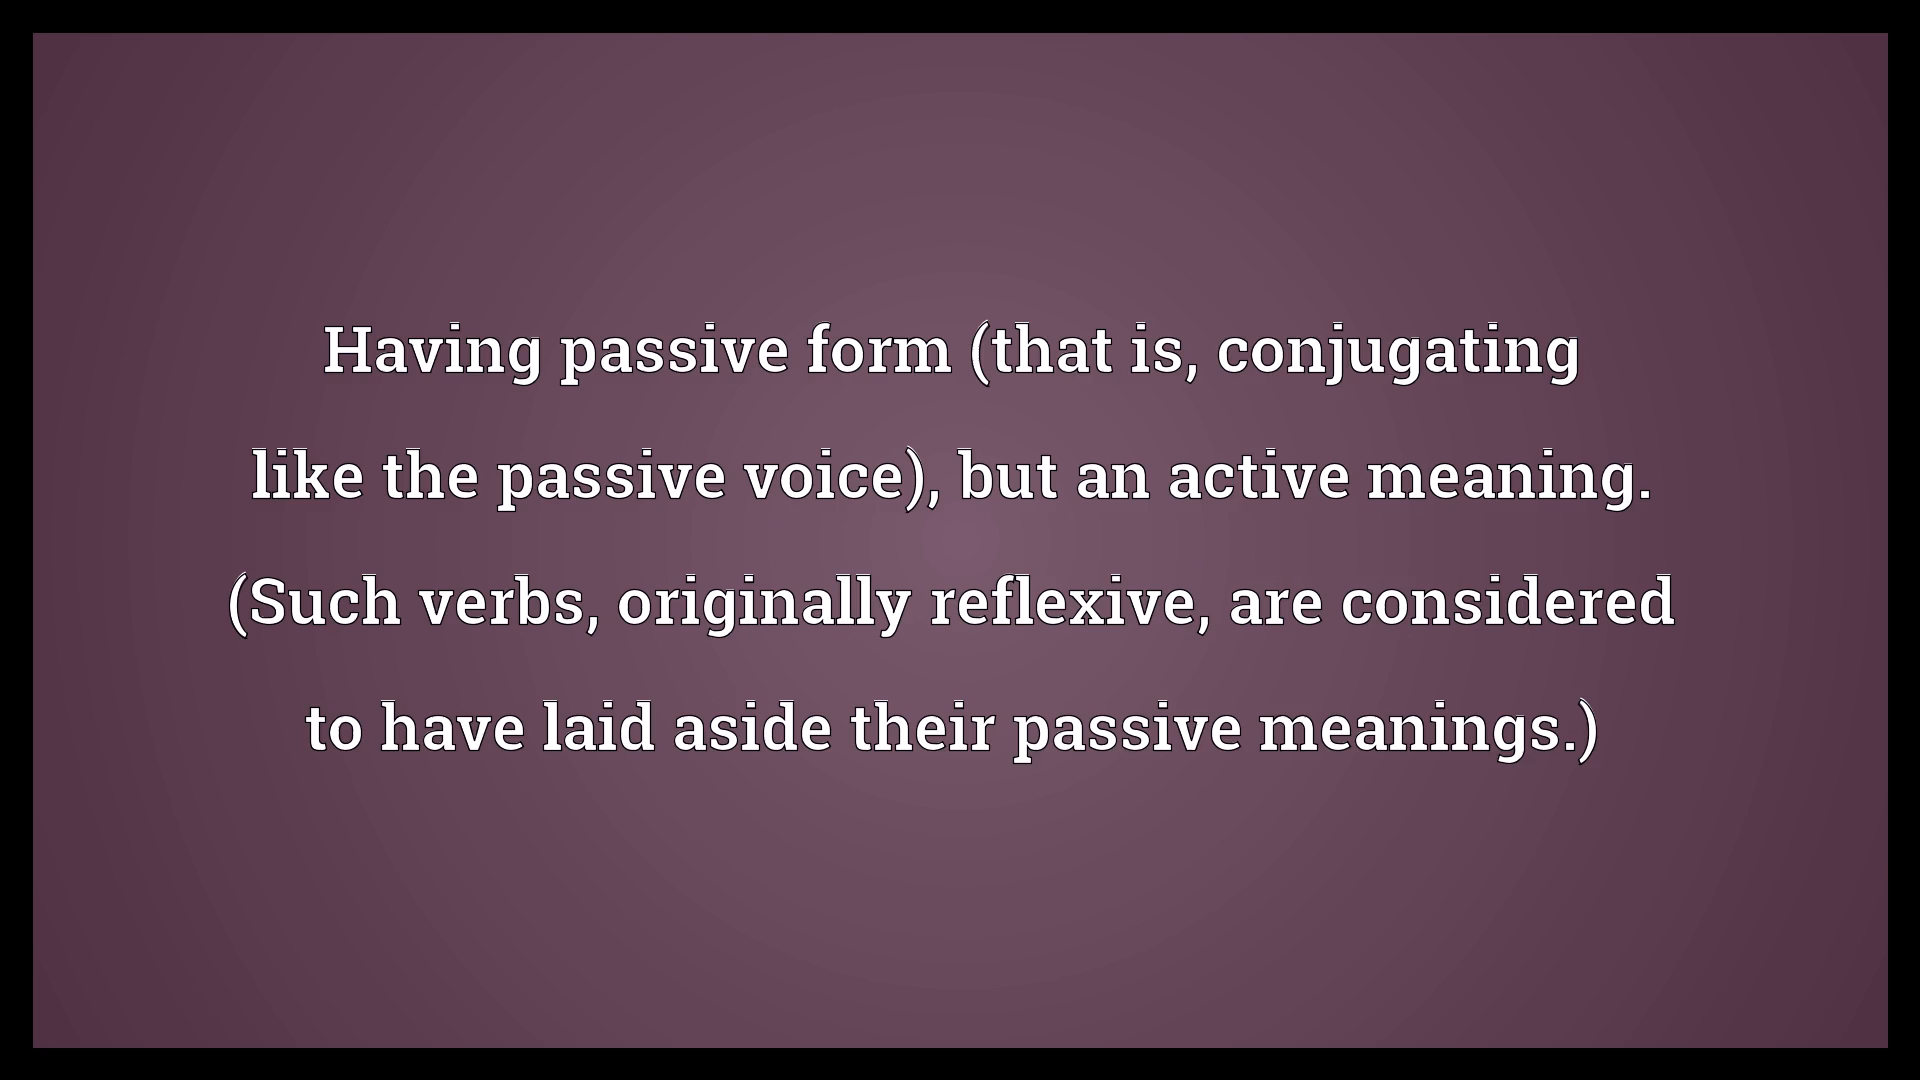 Having passive form (that is, conjugating
like the passive voice), but an active meaning.
(Such verbs, originally reflexive, are considered
to have laid aside their passive meanings.)